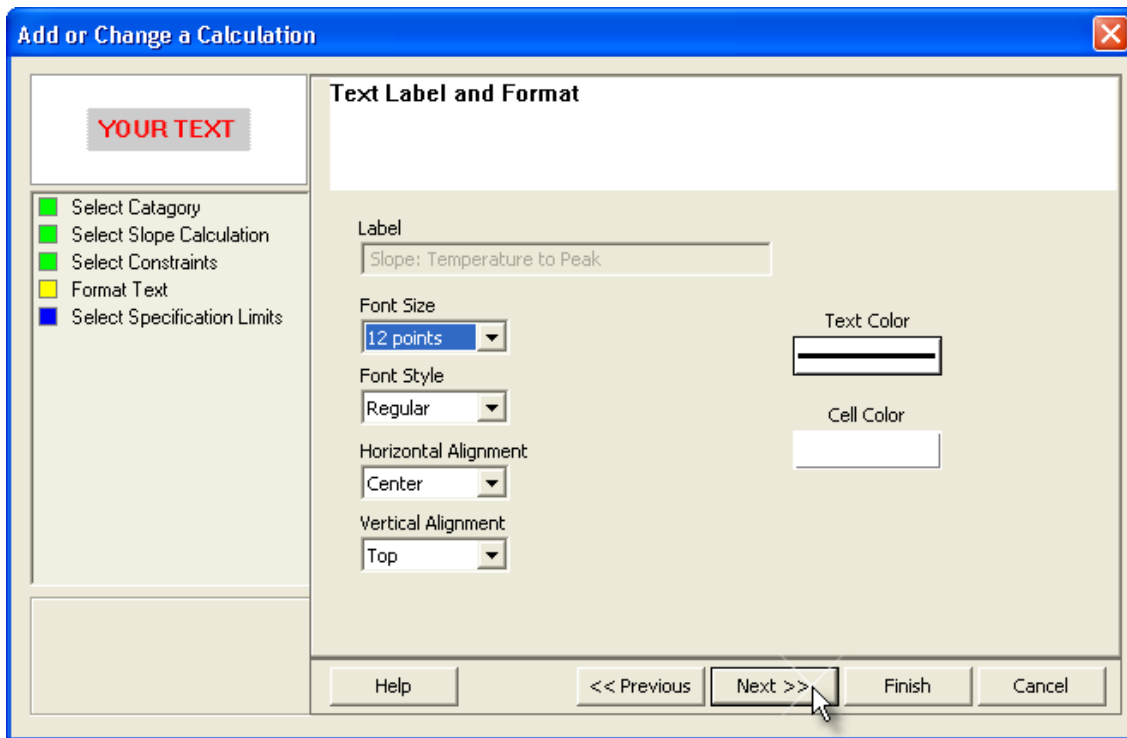 Add or Change a Calculation
YOUR TEXT
Select Catagory
Select Slope Calculation
Select Constraints
Format Text
Select Specification Limits
Text Label and Format
Label
Slope: Temperature to Peak
Font Size
12 points
Font Style
Regular
Horizontal Alignment
Center
Vertical Alignment
Top
Text Color
Cell Color
Help
<< Previous
Next >>
Finish
Cancel